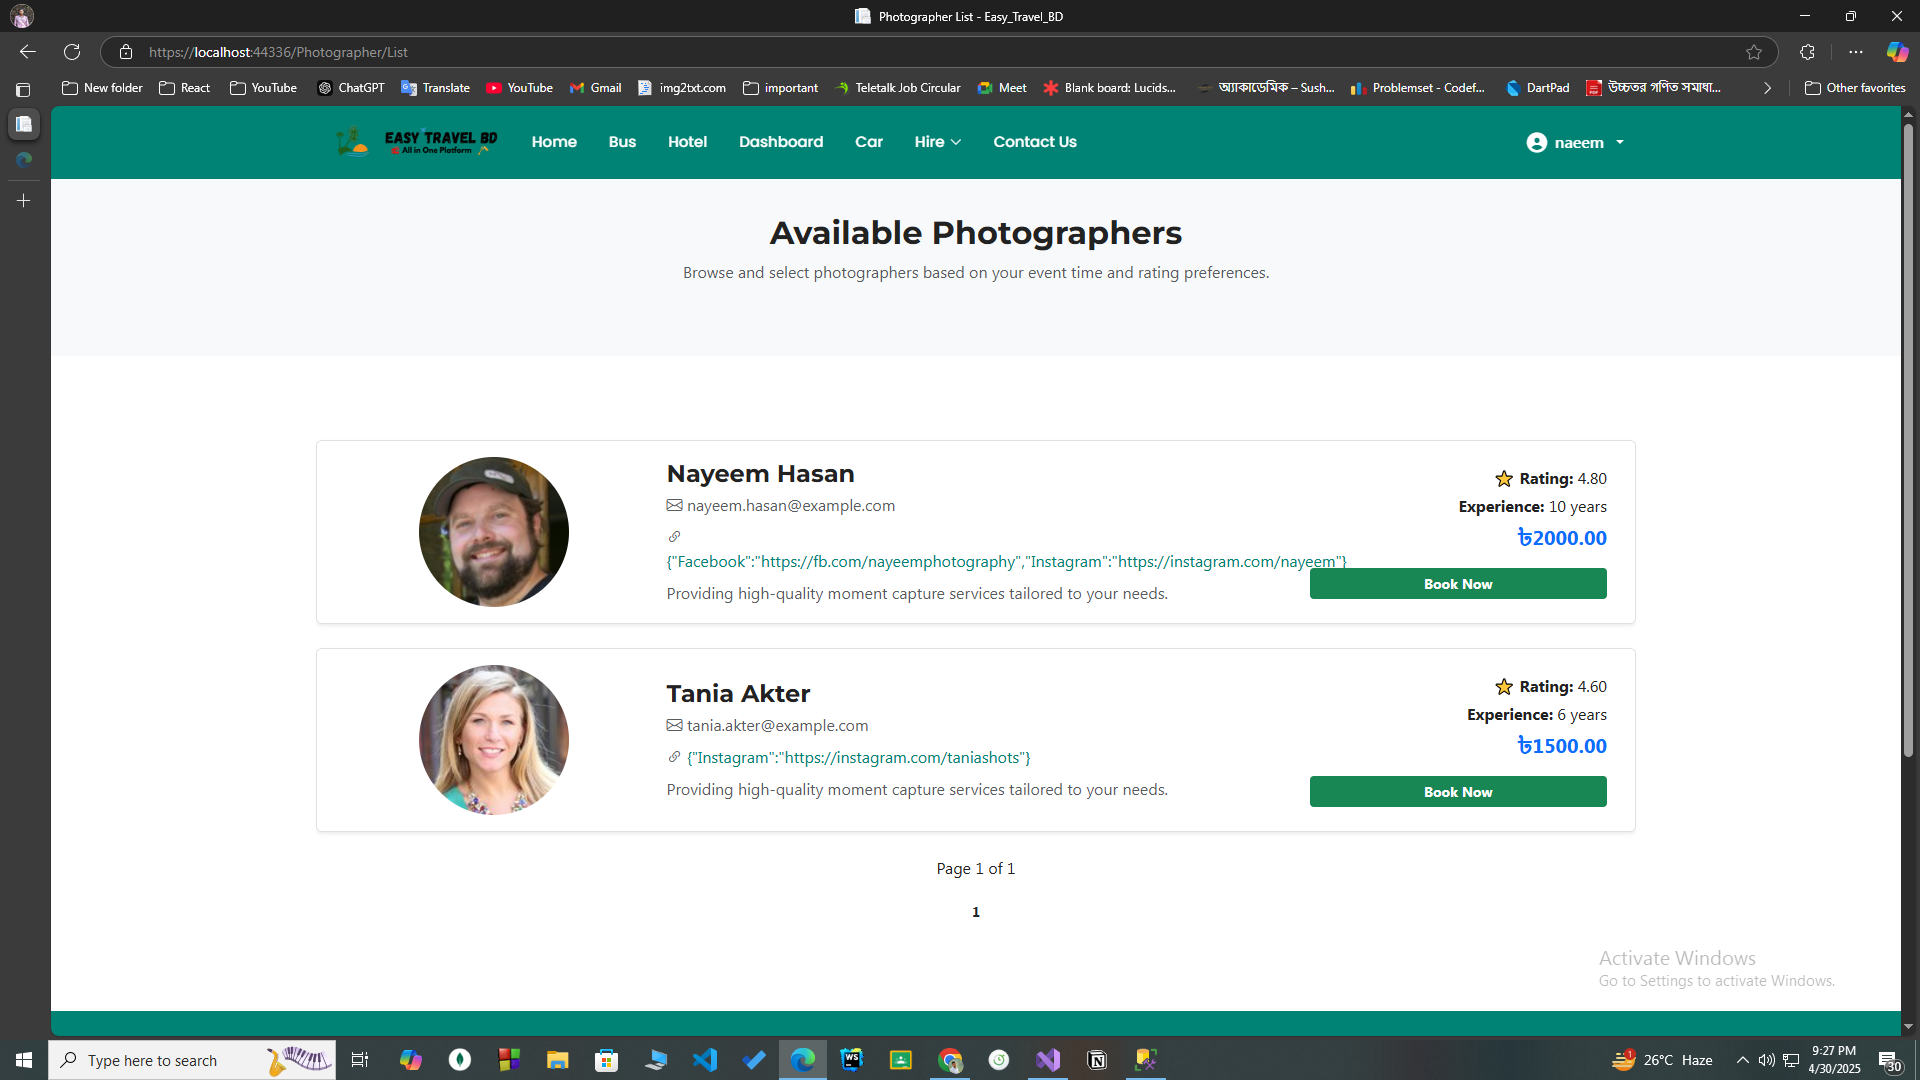 Photographer List - Easy_Travel_BD
https://localhost:44336/Photographer/List
New folder React YouTube ChatGPT Translate YouTube Gmail img2txt.com important Teletalk Job Circular Meet Blank board: Lucids... অ্যাকাডেমিক – Sush... Problemset - Codef... DartPad উচ্চতর গণিত সমাধা... Other favorites
EASY TRAVEL BD
All in One Platform
Home Bus Hotel Dashboard Car Hire Contact Us naeem
Available Photographers
Browse and select photographers based on your event time and rating preferences.
Nayeem Hasan
nayeem.hasan@example.com
{"Facebook":"https://fb.com/nayeemphotography","Instagram":"https://instagram.com/nayeem"}
Providing high-quality moment capture services tailored to your needs.
Rating: 4.80
Experience: 10 years
৳2000.00
Book Now
Tania Akter
tania.akter@example.com
{"Instagram":"https://instagram.com/taniashots"}
Providing high-quality moment capture services tailored to your needs.
Rating: 4.60
Experience: 6 years
৳1500.00
Book Now
Page 1 of 1
1
Activate Windows
Go to Settings to activate Windows.
Type here to search
WS
1
26°C Haze
9:27 PM
4/30/2025
30